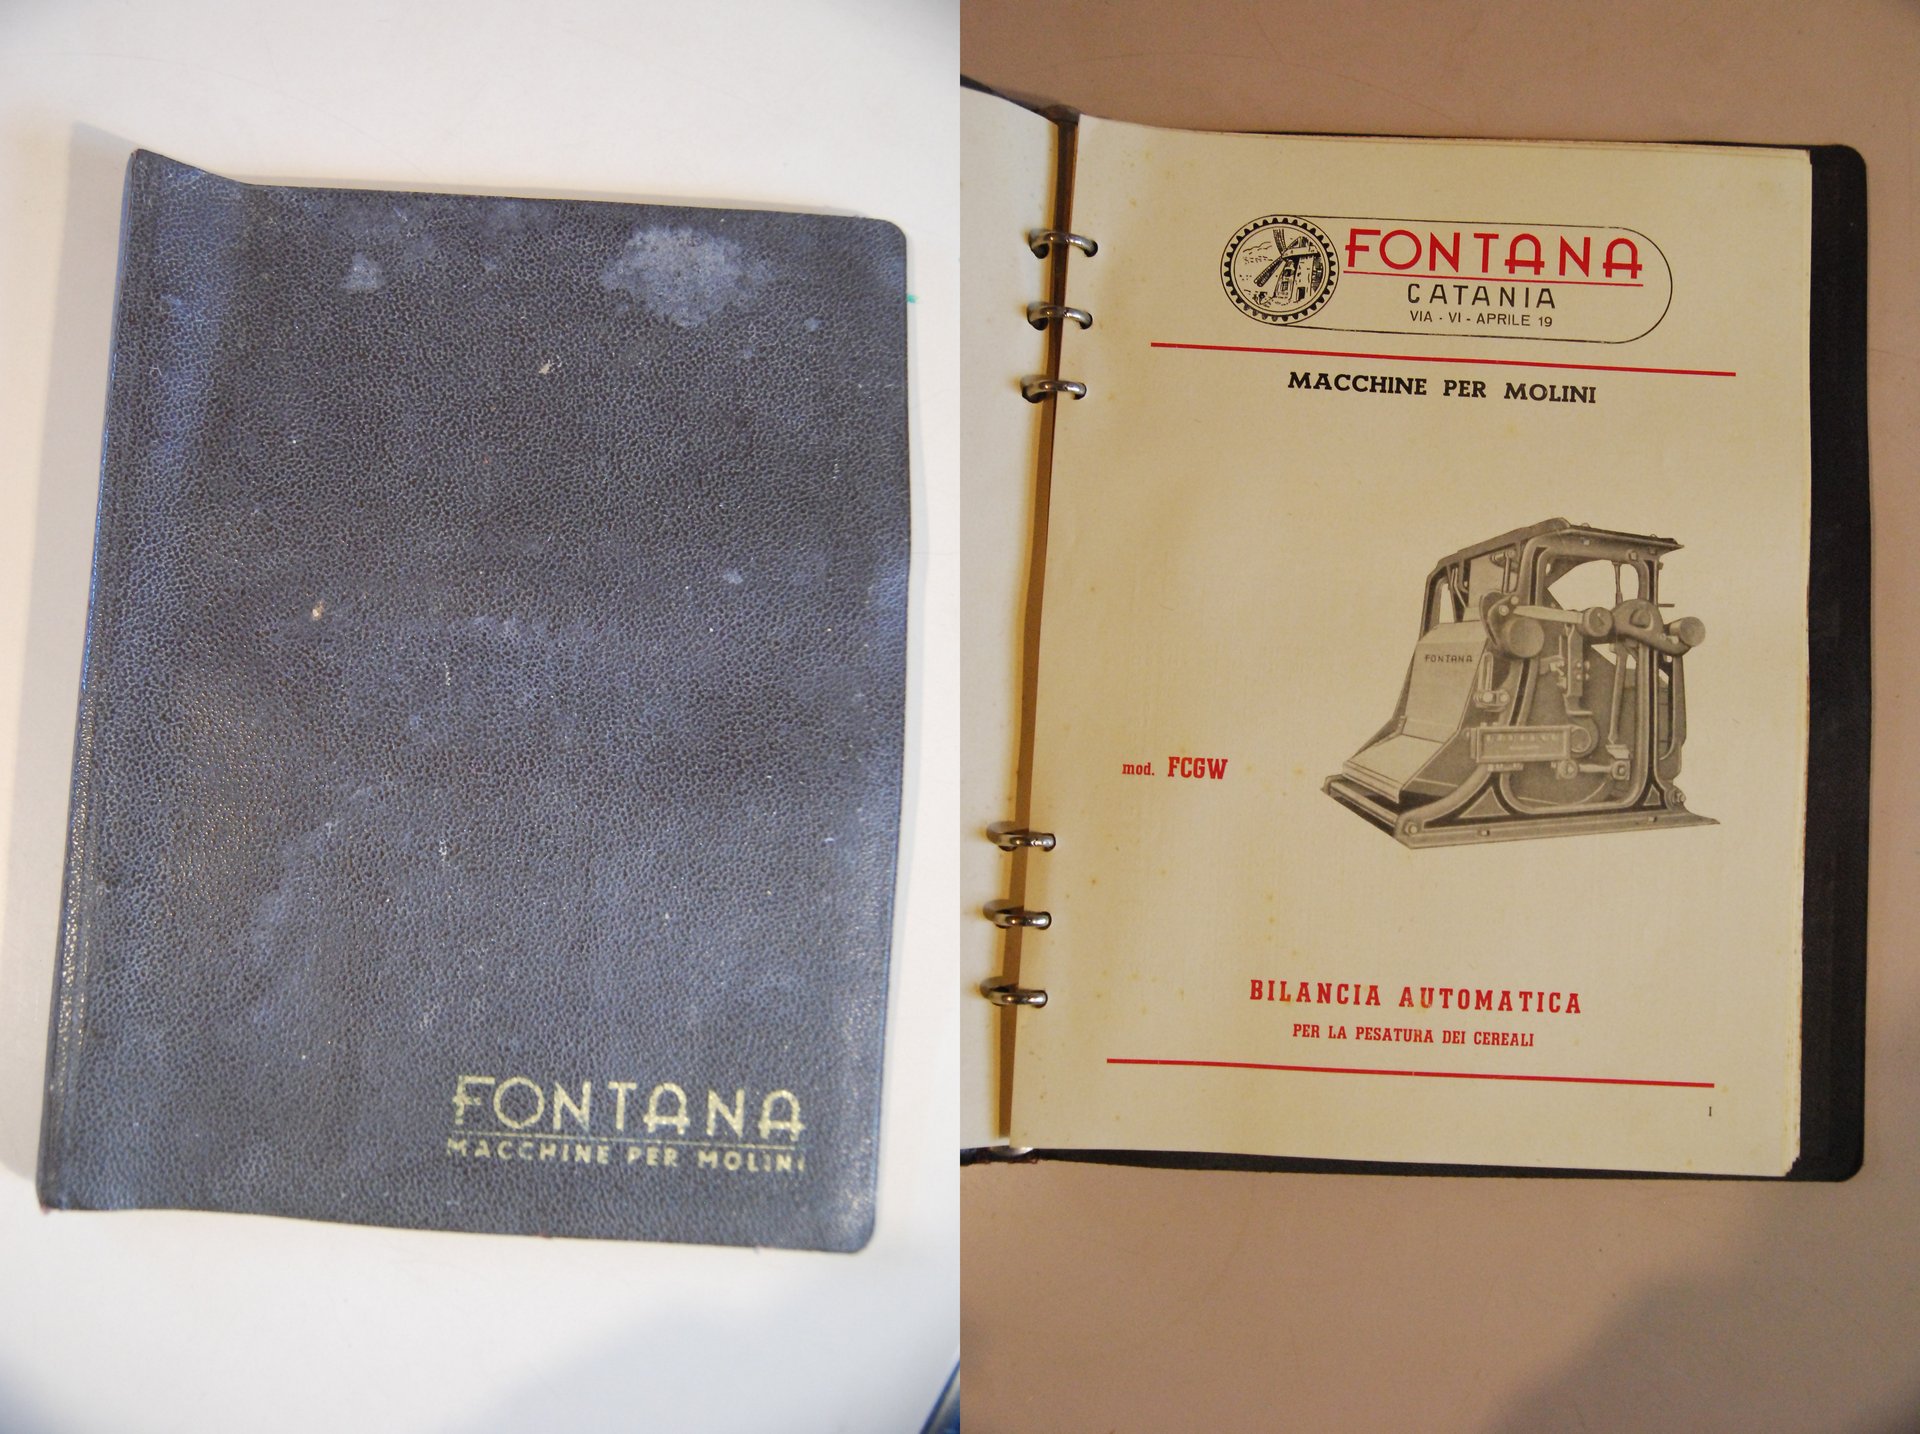 FONTANA
MACCHINE PER MOLINI
FONTANA
CATANIA
VIA - VI - APRILE 19
MACCHINE PER MOLINI
FONTANA
mod. FCGW
BILANCIA AUTOMATICA
PER LA PESATURA DEI CEREALI
1